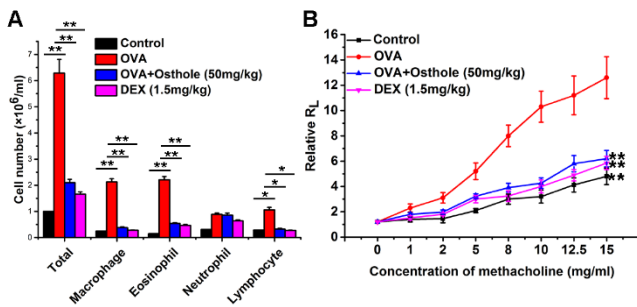 A
Cell number (×10⁶/ml)
7
6
5
4
3
2
1
0
** ** **
** ** **
** ** **
* * *
Control
OVA
OVA+Osthole (50mg/kg)
DEX (1.5mg/kg)
Total
Macrophage
Eosinophil
Neutrophil
Lymphocyte
B
Relative RL
16
14
12
10
8
6
4
2
0
Control
OVA
OVA+Osthole (50mg/kg)
DEX (1.5mg/kg)
**
**
**
0 1 2 5 8 10 12.5 15
Concentration of methacholine (mg/ml)